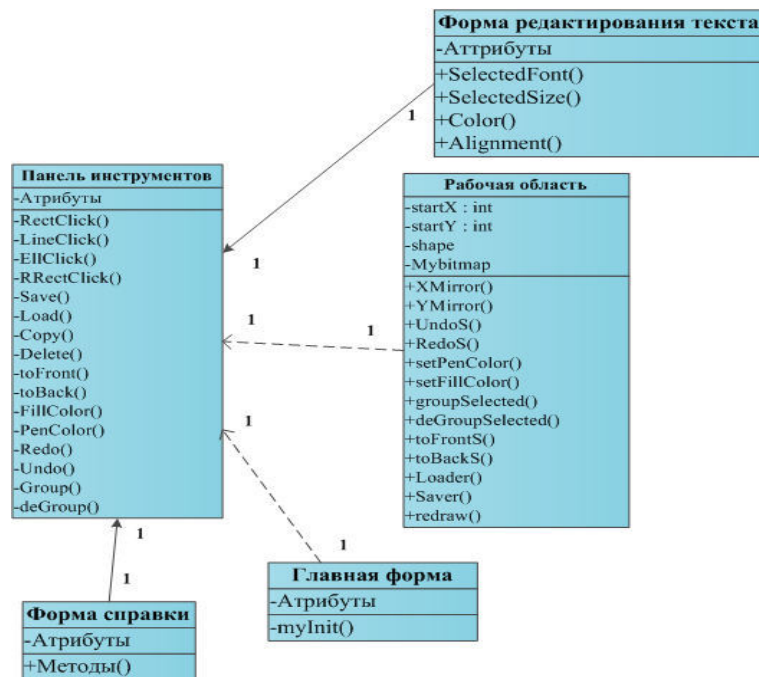 Форма редактирования текста
-Аттрибуты
+SelectedFont()
+SelectedSize()
+Color()
+Alignment()
1
1
Панель инструментов
-Атрибуты
-RectClick()
-LineClick()
-EllClick()
-RRectClick()
-Save()
-Load()
-Copy()
-Delete()
-toFront()
-toBack()
-FillColor()
-PenColor()
-Redo()
-Undo()
-Group()
-deGroup()
Рабочая область
-startX : int
-startY : int
-shape
-Mybitmap
+XMirror()
+YMirror()
+UndoS()
+RedoS()
+setPenColor()
+setFillColor()
+groupSelected()
+deGroupSelected()
+toFrontS()
+toBackS()
+Loader()
+Saver()
+redraw()
1
1
1
1
1
1
Главная форма
-Атрибуты
-myInit()
Форма справки
-Атрибуты
+Методы()